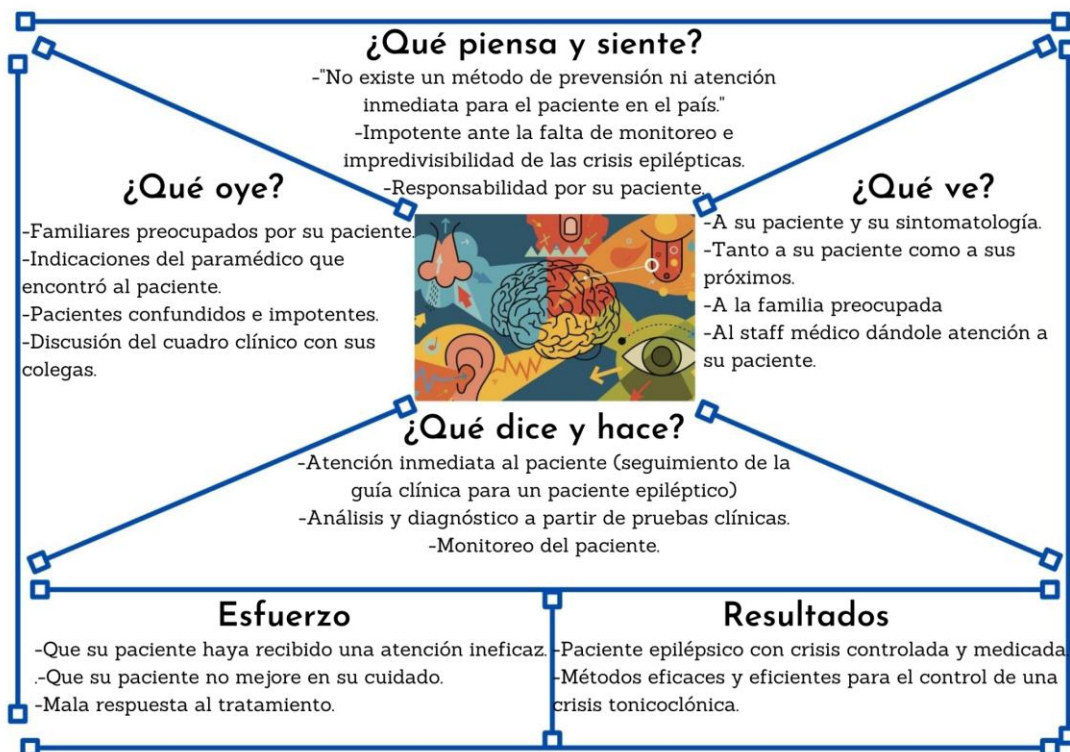 ¿Qué piensa y siente?
-"No existe un método de prevención ni atención
inmediata para el paciente en el país."
-Impotente ante la falta de monitoreo e
impredivisibilidad de las crisis epilépticas.
-Responsabilidad por su paciente.
¿Qué oye?
-Familiares preocupados por su paciente.
-Indicaciones del paramédico que
encontró al paciente.
-Pacientes confundidos e impotentes.
-Discusión del cuadro clínico con sus
colegas.
¿Qué ve?
-A su paciente y su sintomatología.
-Tanto a su paciente como a sus
próximos.
-A la familia preocupada
-Al staff médico dándole atención a
su paciente.
¿Qué dice y hace?
-Atención inmediata al paciente (seguimiento de la
guía clínica para un paciente epiléptico)
-Análisis y diagnóstico a partir de pruebas clínicas.
-Monitoreo del paciente.
Esfuerzo
-Que su paciente haya recibido una atención ineficaz.
.-Que su paciente no mejore en su cuidado.
-Mala respuesta al tratamiento.
Resultados
-Paciente epilépsico con crisis controlada y medicada
-Métodos eficaces y eficientes para el control de una
crisis tonicoclónica.